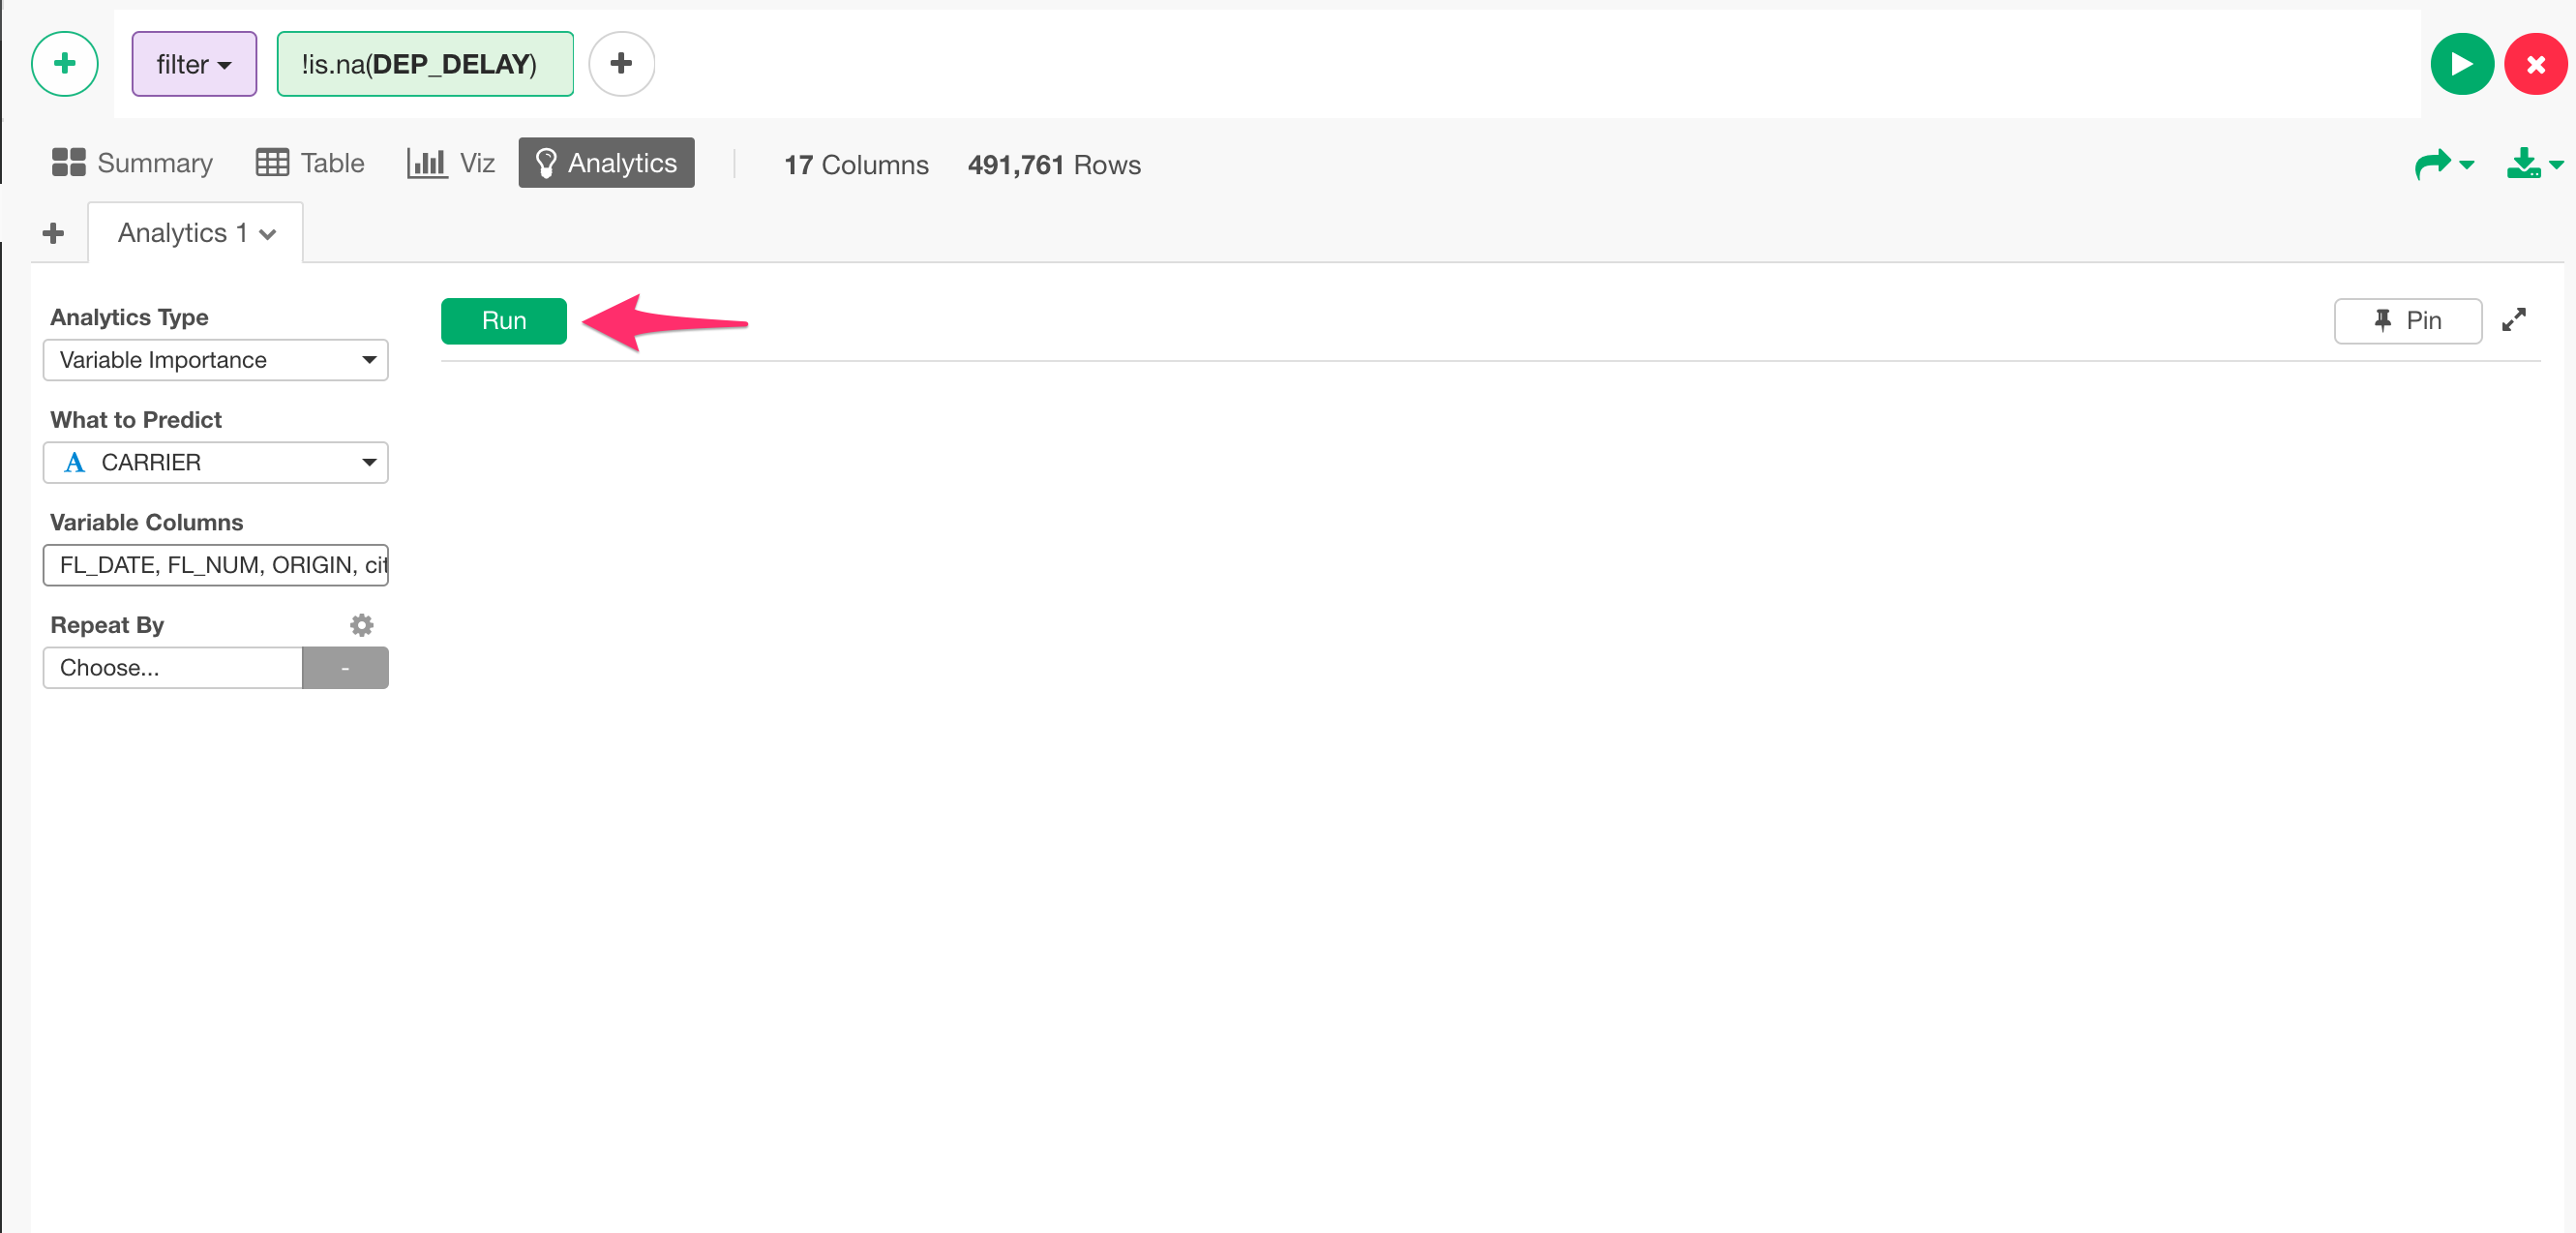 filter
!is.na(DEP_DELAY)
Summary Table Viz Analytics 17 Columns 491,761 Rows
Analytics 1
Analytics Type
Run
Pin
Variable Importance
What to Predict
A CARRIER
Variable Columns
FL_DATE, FL_NUM, ORIGIN, cit
Repeat By
Choose... -